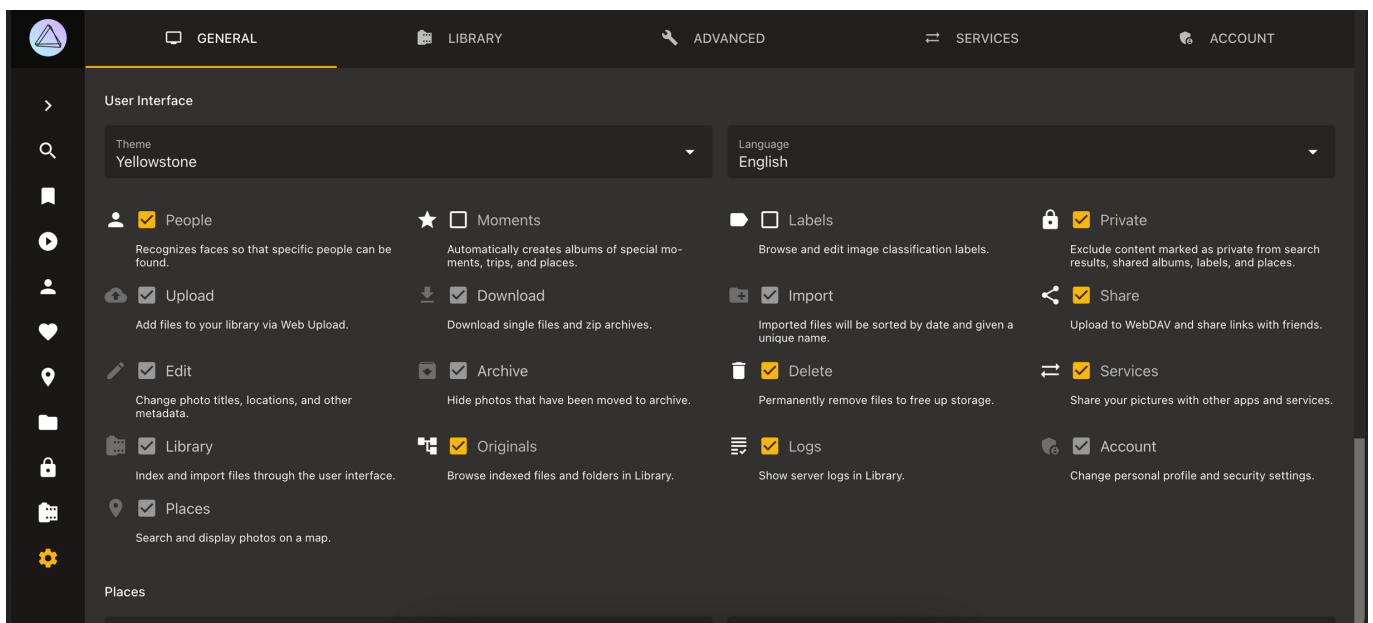 GENERAL
LIBRARY
ADVANCED
SERVICES
ACCOUNT
User Interface
Theme
Yellowstone
Language
English
People
Recognizes faces so that specific people can be
found.
Moments
Automatically creates albums of special mo-
ments, trips, and places.
Labels
Browse and edit image classification labels.
Private
Exclude content marked as private from search
results, shared albums, labels, and places.
Upload
Add files to your library via Web Upload.
Download
Download single files and zip archives.
Import
Imported files will be sorted by date and given a
unique name.
Share
Upload to WebDAV and share links with friends.
Edit
Change photo titles, locations, and other
metadata.
Archive
Hide photos that have been moved to archive.
Delete
Permanently remove files to free up storage.
Services
Share your pictures with other apps and services.
Library
Index and import files through the user interface.
Originals
Browse indexed files and folders in Library.
Logs
Show server logs in Library.
Account
Change personal profile and security settings.
Places
Search and display photos on a map.
Places